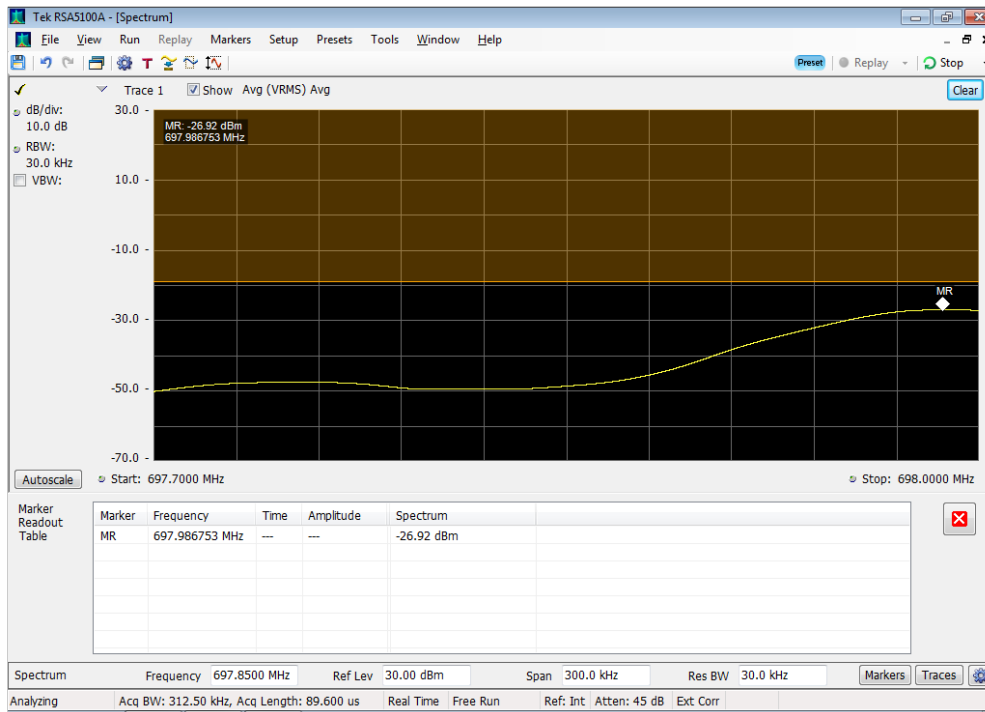 Tek RSA5100A - [Spectrum]
File View Run Replay Markers Setup Presets Tools Window Help
T Preset Replay Stop
Trace 1 Show Avg (VRMS) Avg Clear
dB/div:
10.0 dB
RBW:
30.0 kHz
VBW:
30.0
MR: -26.92 dBm
697.986753 MHz
10.0
-10.0
MR
-30.0
-50.0
-70.0
Autoscale Start: 697.7000 MHz Stop: 698.0000 MHz
Marker
Readout
Table
Marker Frequency Time Amplitude Spectrum
MR 697.986753 MHz --- --- -26.92 dBm
Spectrum Frequency 697.8500 MHz Ref Lev 30.00 dBm Span 300.0 kHz Res BW 30.0 kHz Markers Traces
Analyzing Acq BW: 312.50 kHz, Acq Length: 89.600 us Real Time Free Run Ref: Int Atten: 45 dB Ext Corr